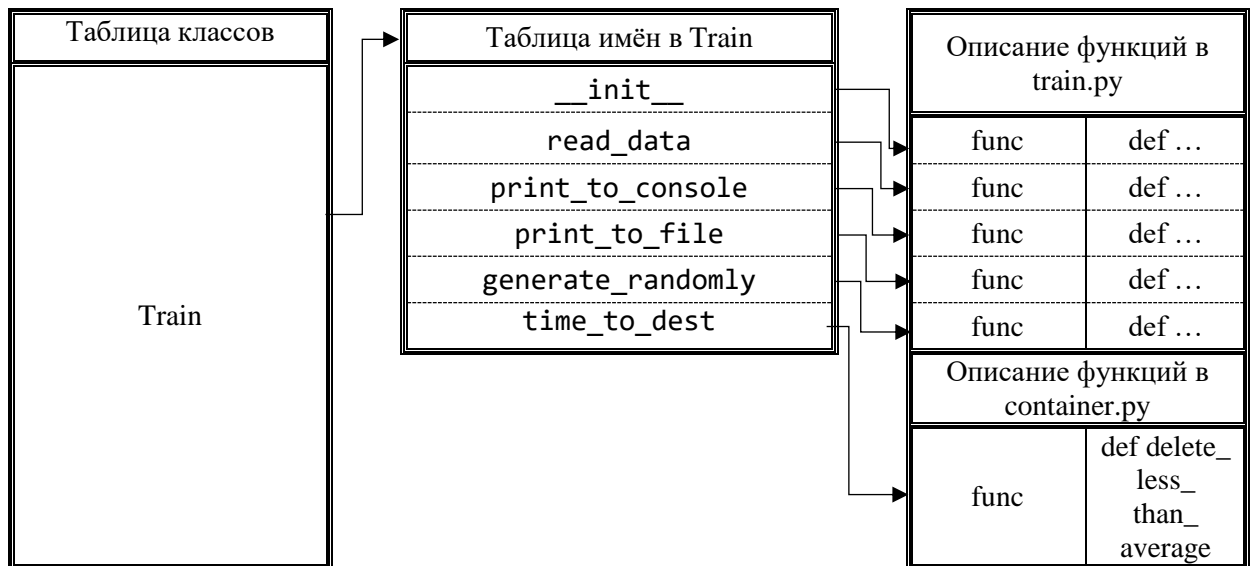 Таблица классов
Train
Таблица имён в Train
__init__
read_data
print_to_console
print_to_file
generate_randomly
time_to_dest
Описание функций в
train.py
func def …
func def …
func def …
func def …
func def …
Описание функций в
container.py
func
def delete_
less_
than_
average